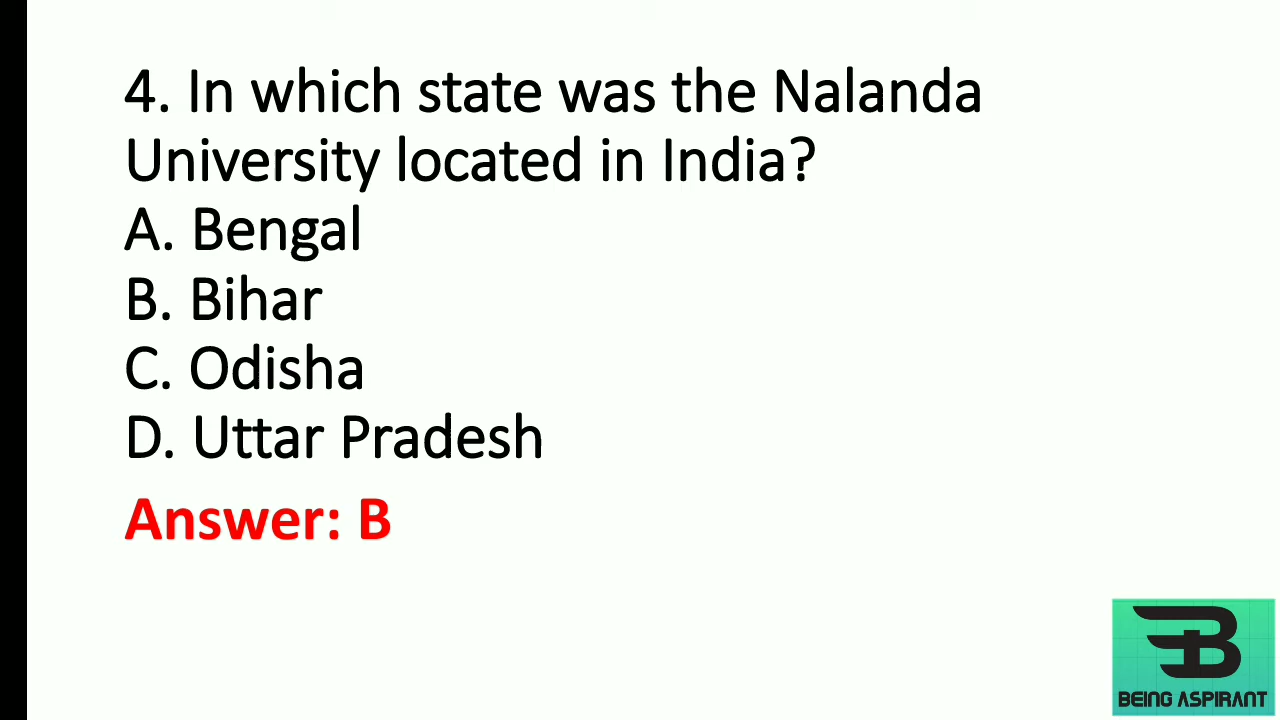 4. In which state was the Nalanda
University located in India?
A. Bengal
B. Bihar
C. Odisha
D. Uttar Pradesh
Answer: B
B
BEING ASPIRANT